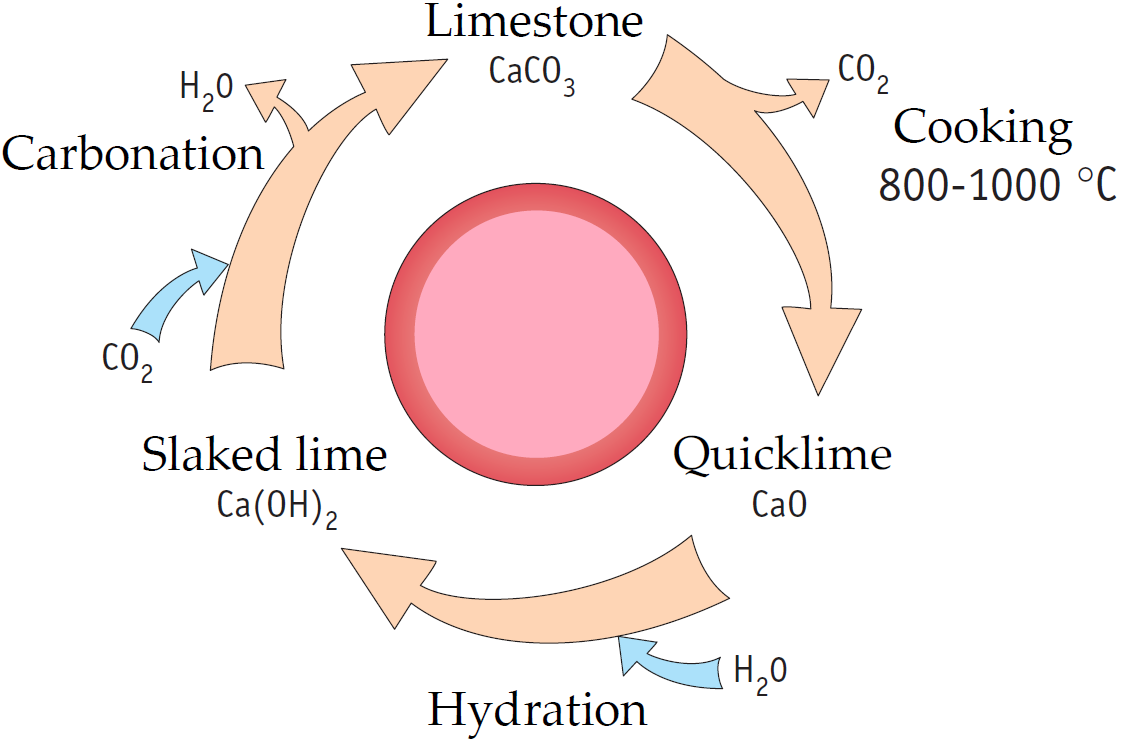 Limestone
CaCO₃
H₂O
CO₂
Carbonation
Cooking
800-1000 °C
CO₂
Slaked lime
Ca(OH)₂
Quicklime
CaO
H₂O
Hydration